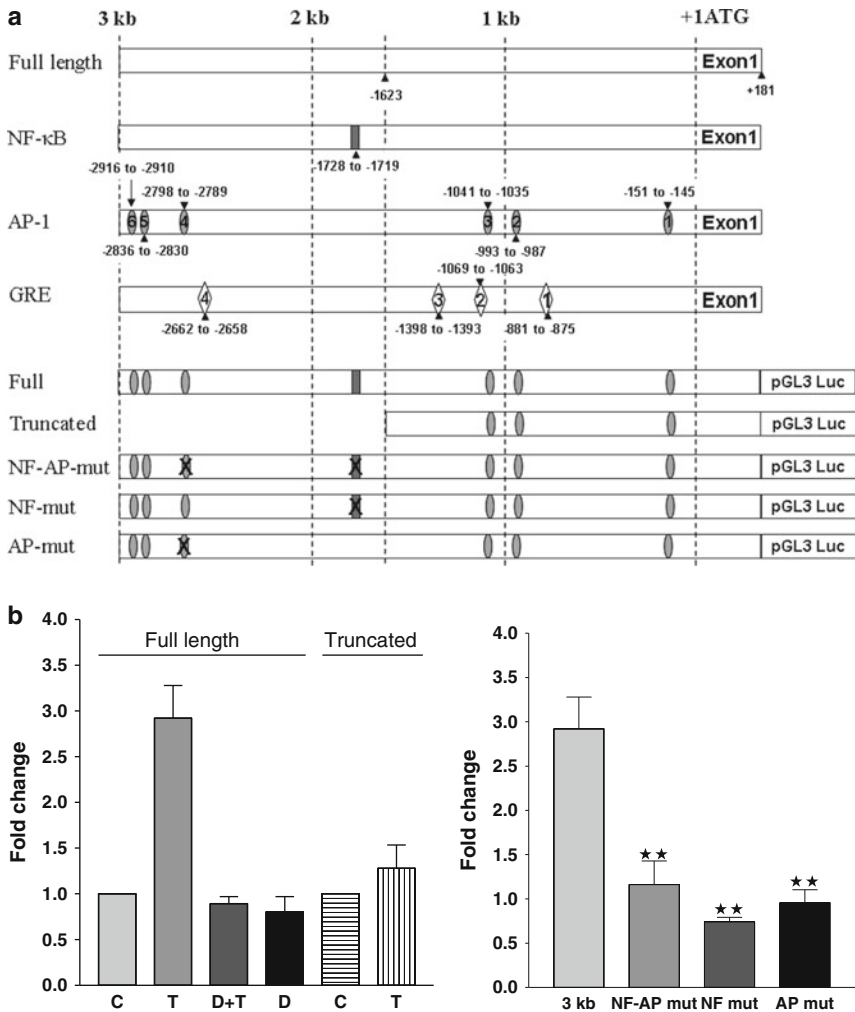 a
3 kb 2 kb 1 kb +1ATG
Full length Exon1
-1623 +181
NF-κB Exon1
-1728 to -1719
-2916 to -2910
-2798 to -2789 -1041 to -1035 -151 to -145
AP-1 6 5 4 3 2 1 Exon1
-2836 to -2830 -993 to -987
-1069 to -1063
GRE 4 3 2 1 Exon1
-2662 to -2658 -1398 to -1393 -881 to -875
Full pGL3 Luc
Truncated pGL3 Luc
NF-AP-mut X X pGL3 Luc
NF-mut X pGL3 Luc
AP-mut X pGL3 Luc
b
Fold change
4.0
3.5
3.0
2.5
2.0
1.5
1.0
0.5
0.0
Full length Truncated
C T D+T D C T
Fold change
4.0
3.5
3.0
2.5
2.0
1.5
1.0
0.5
0.0
★★ ★★ ★★
3 kb NF-AP mut NF mut AP mut